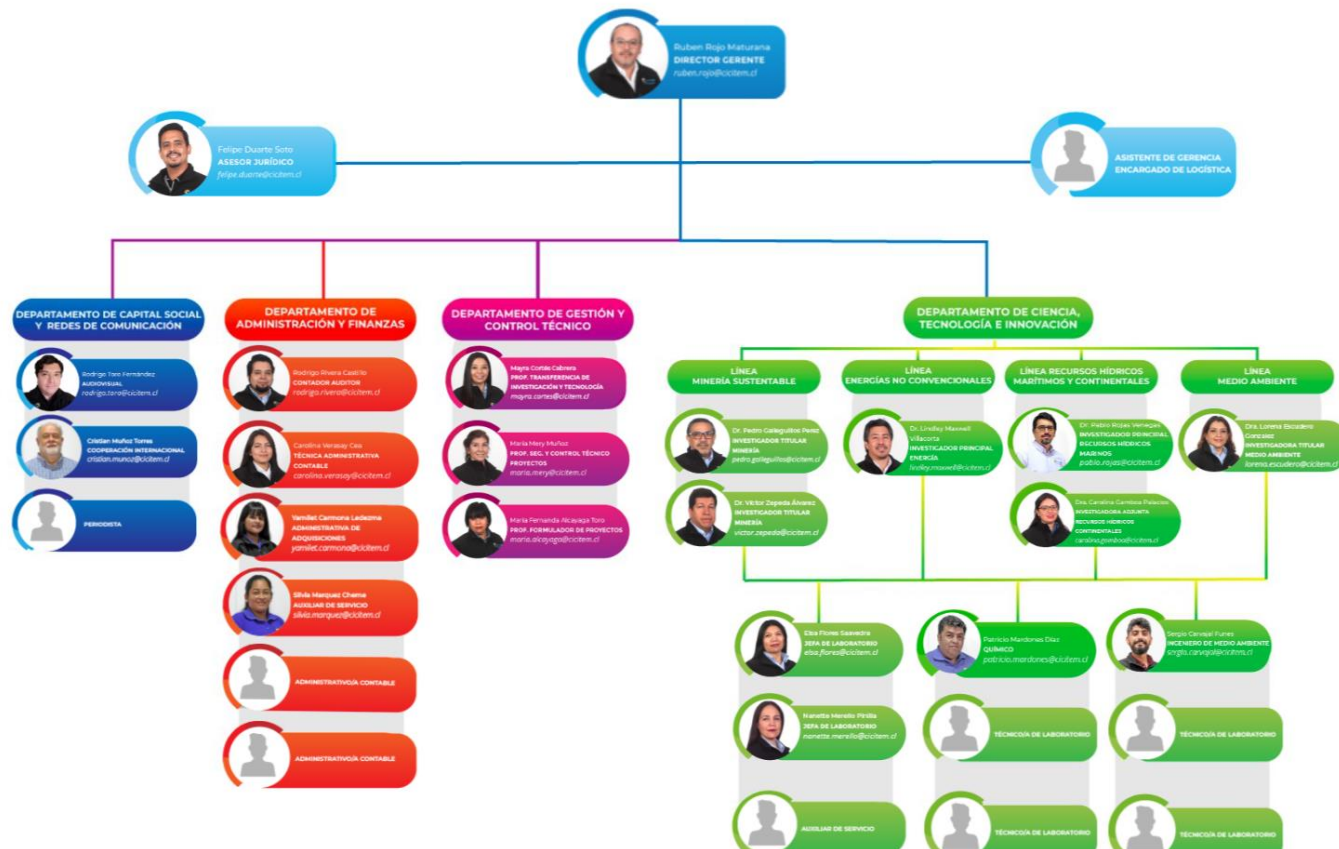 Ruben Rojo Maturana
DIRECTOR GERENTE
ruben.rojo@cicitem.cl
Felipe Duarte Soto
ASESOR JURÍDICO
felipe.duarte@cicitem.cl
ASISTENTE DE GERENCIA
ENCARGADO DE LOGÍSTICA
DEPARTAMENTO DE CAPITAL SOCIAL
Y REDES DE COMUNICACIÓN
Rodrigo Toro Fernández
AUDIOVISUAL
rodrigo.toro@cicitem.cl
Cristian Muñoz Torres
COOPERACIÓN INTERNACIONAL
cristian.munoz@cicitem.cl
PERIODISTA
DEPARTAMENTO DE
ADMINISTRACIÓN Y FINANZAS
Rodrigo Rivera Castillo
CONTADOR AUDITOR
rodrigo.rivera@cicitem.cl
Carolina Verasay Cea
TÉCNICA ADMINISTRATIVA
CONTABLE
carolina.verasay@cicitem.cl
Yamilet Carmona Ledezma
ADMINISTRATIVA DE
ADQUISICIONES
yamilet.carmona@cicitem.cl
Silvia Marquez Cheme
AUXILIAR DE SERVICIO
silvia.marquez@cicitem.cl
ADMINISTRATIVO/A CONTABLE
ADMINISTRATIVO/A CONTABLE
DEPARTAMENTO DE GESTIÓN Y
CONTROL TÉCNICO
Mayra Cortés Cabrera
PROF. TRANSFERENCIA DE
INVESTIGACIÓN Y TECNOLOGÍA
mayra.cortes@cicitem.cl
María Mery Muñoz
PROF. SEG. Y CONTROL TÉCNICO
PROYECTOS
maria.mery@cicitem.cl
María Fernanda Alcayaga Toro
PROF. FORMULADOR DE PROYECTOS
maria.alcayaga@cicitem.cl
DEPARTAMENTO DE CIENCIA,
TECNOLOGÍA E INNOVACIÓN
LÍNEA
MINERÍA SUSTENTABLE
Dr. Pedro Galleguillos Perez
INVESTIGADOR TITULAR
MINERÍA
pedro.galleguillos@cicitem.cl
Dr. Víctor Zepeda Álvarez
INVESTIGADOR TITULAR
MINERÍA
victor.zepeda@cicitem.cl
LÍNEA
ENERGÍAS NO CONVENCIONALES
Dr. Lindley Maxwell
Villacorta
INVESTIGADOR PRINCIPAL
ENERGÍA
lindley.maxwell@cicitem.cl
LÍNEA RECURSOS HÍDRICOS
MARÍTIMOS Y CONTINENTALES
Dr. Pablo Rojas Venegas
INVESTIGADOR PRINCIPAL
RECURSOS HÍDRICOS
MARINOS
pablo.rojas@cicitem.cl
Dra. Carolina Gamboa Palacios
INVESTIGADORA ADJUNTA
RECURSOS HÍDRICOS
CONTINENTALES
carolina.gamboa@cicitem.cl
LÍNEA
MEDIO AMBIENTE
Dra. Lorena Escudero
Gonzalez
INVESTIGADORA TITULAR
MEDIO AMBIENTE
lorena.escudero@cicitem.cl
Elsa Flores Saavedra
JEFA DE LABORATORIO
elsa.flores@cicitem.cl
Nanette Merello Pinilla
JEFA DE LABORATORIO
nanette.merello@cicitem.cl
AUXILIAR DE SERVICIO
Patricio Mardones Díaz
QUÍMICO
patricio.mardones@cicitem.cl
TÉCNICO/A DE LABORATORIO
TÉCNICO/A DE LABORATORIO
Sergio Carvajal Funes
INGENIERO DE MEDIO AMBIENTE
sergio.carvajal@cicitem.cl
TÉCNICO/A DE LABORATORIO
TÉCNICO/A DE LABORATORIO